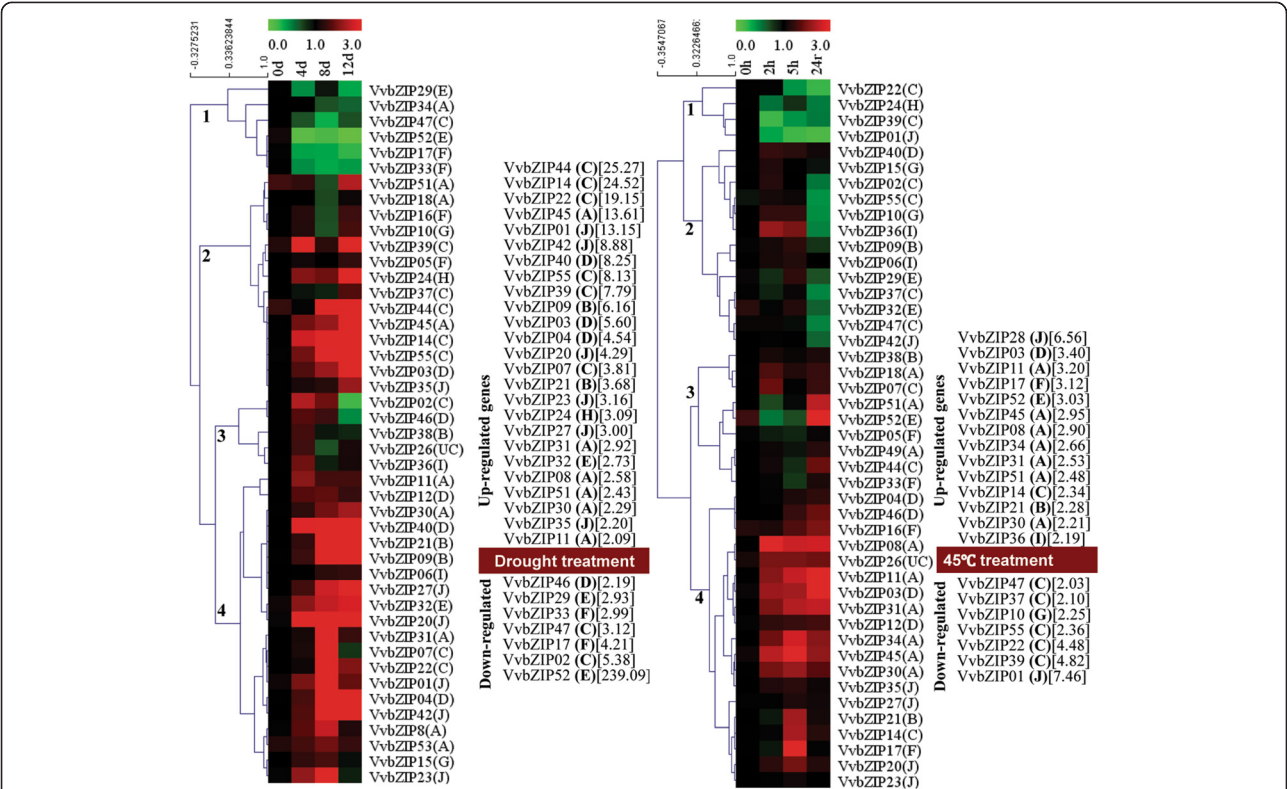 -0.3275231
0.33623844
1.0
0.0 1.0 3.0
0d 4d 8d 12d
1
2
3
4
VvbZIP29(E)
VvbZIP34(A)
VvbZIP47(C)
VvbZIP52(E)
VvbZIP17(F)
VvbZIP33(F)
VvbZIP51(A)
VvbZIP18(A)
VvbZIP16(F)
VvbZIP10(G)
VvbZIP39(C)
VvbZIP05(F)
VvbZIP24(H)
VvbZIP37(C)
VvbZIP44(C)
VvbZIP45(A)
VvbZIP14(C)
VvbZIP55(C)
VvbZIP03(D)
VvbZIP35(J)
VvbZIP02(C)
VvbZIP46(D)
VvbZIP38(B)
VvbZIP26(UC)
VvbZIP36(I)
VvbZIP11(A)
VvbZIP12(D)
VvbZIP30(A)
VvbZIP40(D)
VvbZIP21(B)
VvbZIP09(B)
VvbZIP06(I)
VvbZIP27(J)
VvbZIP32(E)
VvbZIP20(J)
VvbZIP31(A)
VvbZIP07(C)
VvbZIP22(C)
VvbZIP01(J)
VvbZIP04(D)
VvbZIP42(J)
VvbZIP8(A)
VvbZIP53(A)
VvbZIP15(G)
VvbZIP23(J)
Up-regulated genes
VvbZIP44 (C)[25.27]
VvbZIP14 (C)[24.52]
VvbZIP22 (C)[19.15]
VvbZIP45 (A)[13.61]
VvbZIP01 (J)[13.15]
VvbZIP42 (J)[8.88]
VvbZIP40 (D)[8.25]
VvbZIP55 (C)[8.13]
VvbZIP39 (C)[7.79]
VvbZIP09 (B)[6.16]
VvbZIP03 (D)[5.60]
VvbZIP04 (D)[4.54]
VvbZIP20 (J)[4.29]
VvbZIP07 (C)[3.81]
VvbZIP21 (B)[3.68]
VvbZIP23 (J)[3.16]
VvbZIP24 (H)[3.09]
VvbZIP27 (J)[3.00]
VvbZIP31 (A)[2.92]
VvbZIP32 (E)[2.73]
VvbZIP08 (A)[2.58]
VvbZIP51 (A)[2.43]
VvbZIP30 (A)[2.29]
VvbZIP35 (J)[2.20]
VvbZIP11 (A)[2.09]
Drought treatment
Down-regulated
VvbZIP46 (D)[2.19]
VvbZIP29 (E)[2.93]
VvbZIP33 (F)[2.99]
VvbZIP47 (C)[3.12]
VvbZIP17 (F)[4.21]
VvbZIP02 (C)[5.38]
VvbZIP52 (E)[239.09]
-0.3547067
0.3226466:
1.0
0.0 1.0 3.0
0h 2h 5h 24r
1
2
3
4
VvbZIP22(C)
VvbZIP24(H)
VvbZIP39(C)
VvbZIP01(J)
VvbZIP40(D)
VvbZIP15(G)
VvbZIP02(C)
VvbZIP55(C)
VvbZIP10(G)
VvbZIP36(I)
VvbZIP09(B)
VvbZIP06(I)
VvbZIP29(E)
VvbZIP37(C)
VvbZIP32(E)
VvbZIP47(C)
VvbZIP42(J)
VvbZIP38(B)
VvbZIP18(A)
VvbZIP07(C)
VvbZIP51(A)
VvbZIP52(E)
VvbZIP05(F)
VvbZIP49(A)
VvbZIP44(C)
VvbZIP33(F)
VvbZIP04(D)
VvbZIP46(D)
VvbZIP16(F)
VvbZIP08(A)
VvbZIP26(UC)
VvbZIP11(A)
VvbZIP03(D)
VvbZIP31(A)
VvbZIP12(D)
VvbZIP34(A)
VvbZIP45(A)
VvbZIP30(A)
VvbZIP35(J)
VvbZIP27(J)
VvbZIP21(B)
VvbZIP14(C)
VvbZIP17(F)
VvbZIP20(J)
VvbZIP23(J)
Up-regulated genes
VvbZIP28 (J)[6.56]
VvbZIP03 (D)[3.40]
VvbZIP11 (A)[3.20]
VvbZIP17 (F)[3.12]
VvbZIP52 (E)[3.03]
VvbZIP45 (A)[2.95]
VvbZIP08 (A)[2.90]
VvbZIP34 (A)[2.66]
VvbZIP31 (A)[2.53]
VvbZIP51 (A)[2.48]
VvbZIP14 (C)[2.34]
VvbZIP21 (B)[2.28]
VvbZIP30 (A)[2.21]
VvbZIP36 (I)[2.19]
45℃ treatment
Down-regulated
VvbZIP47 (C)[2.03]
VvbZIP37 (C)[2.10]
VvbZIP10 (G)[2.25]
VvbZIP55 (C)[2.36]
VvbZIP22 (C)[4.48]
VvbZIP39 (C)[4.82]
VvbZIP01 (J)[7.46]